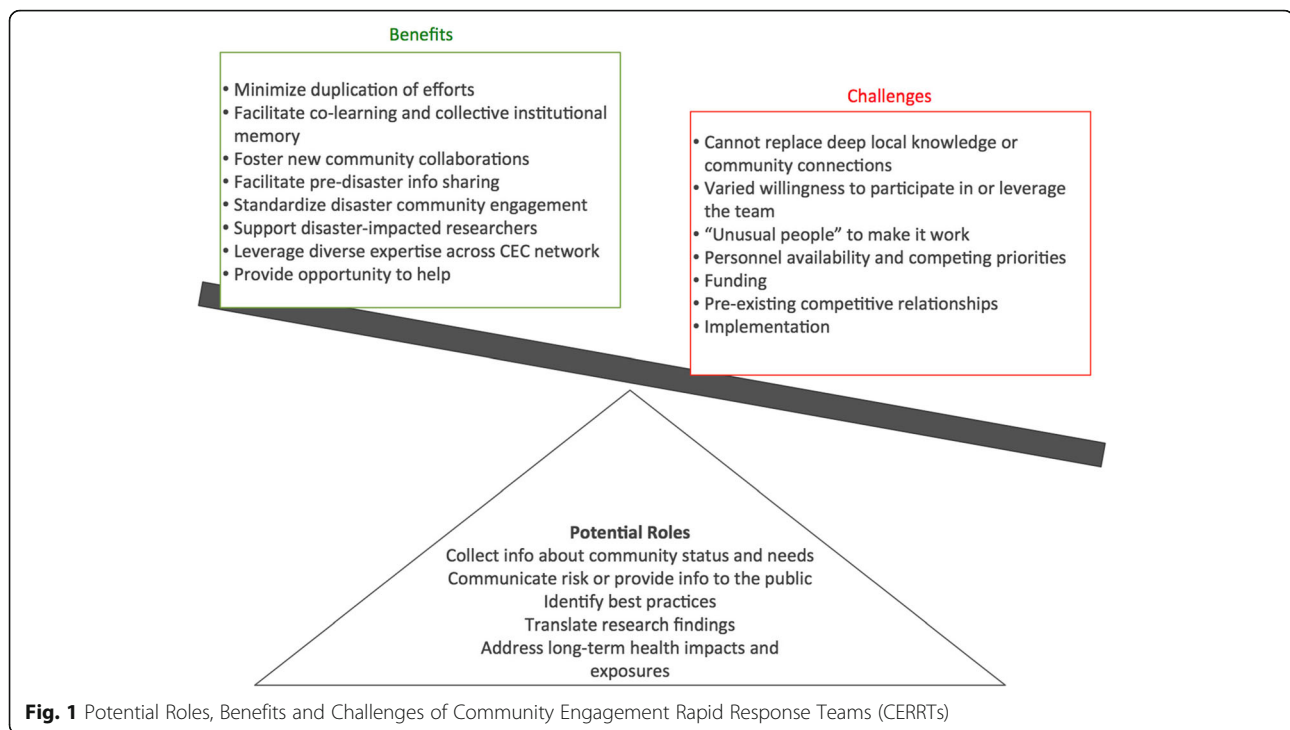 Benefits
• Minimize duplication of efforts
• Facilitate co-learning and collective institutional
memory
• Foster new community collaborations
• Facilitate pre-disaster info sharing
• Standardize disaster community engagement
• Support disaster-impacted researchers
• Leverage diverse expertise across CEC network
• Provide opportunity to help
Challenges
• Cannot replace deep local knowledge or
community connections
• Varied willingness to participate in or leverage
the team
• “Unusual people” to make it work
• Personnel availability and competing priorities
• Funding
• Pre-existing competitive relationships
• Implementation
Potential Roles
Collect info about community status and needs
Communicate risk or provide info to the public
Identify best practices
Translate research findings
Address long-term health impacts and
exposures
Fig. 1 Potential Roles, Benefits and Challenges of Community Engagement Rapid Response Teams (CERRTs)